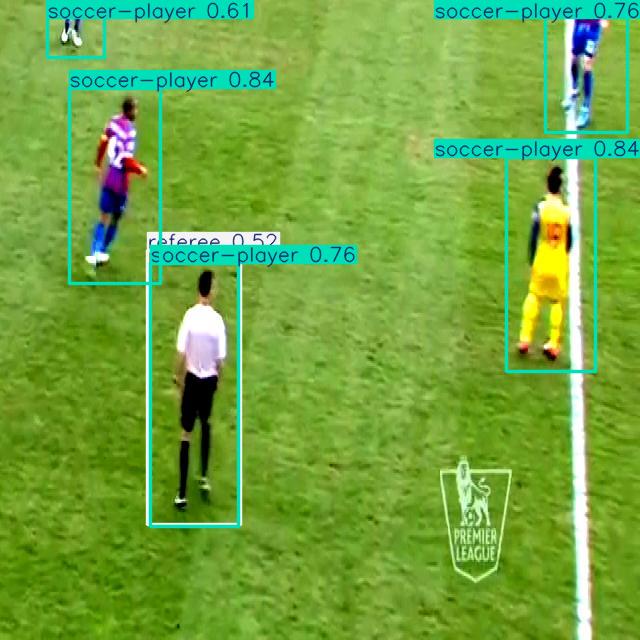 soccer-player 0.61
soccer-player 0.76
soccer-player 0.84
soccer-player 0.84
referee 0.52
soccer-player 0.76
PREMIER
LEAGUE